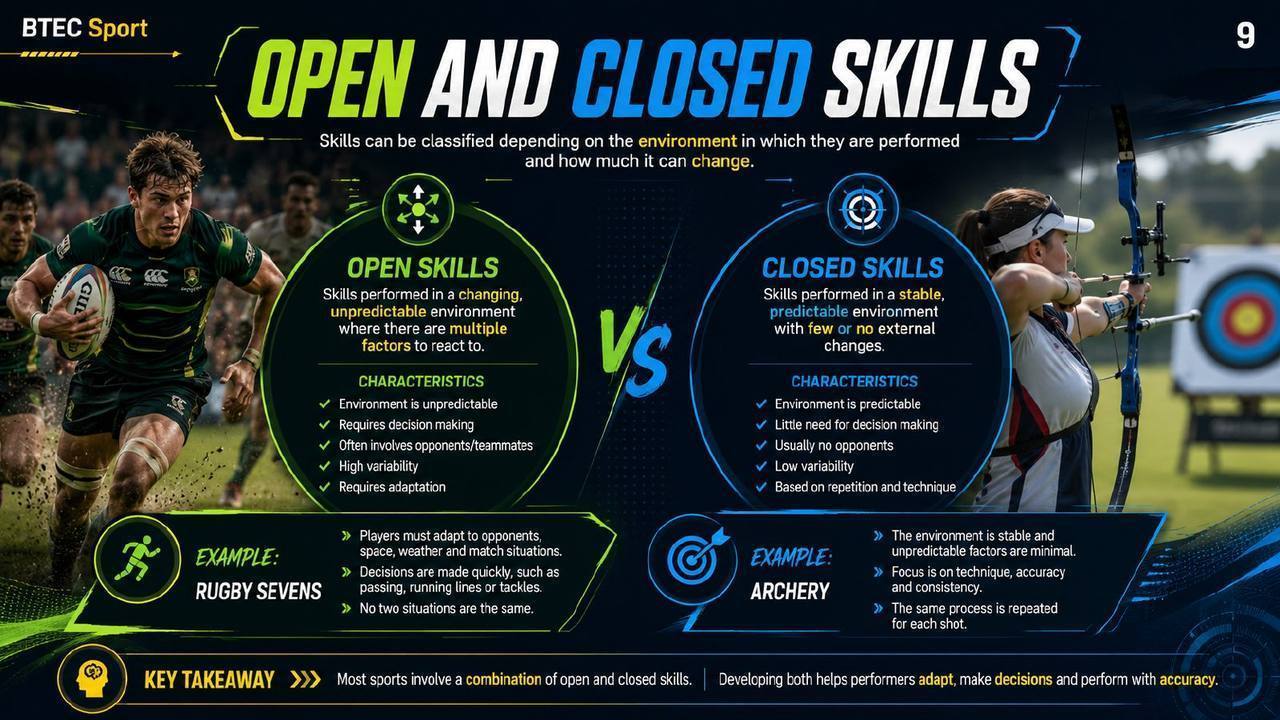 BTEC Sport
9
OPEN AND CLOSED SKILLS
Skills can be classified depending on the environment in which they are performed
and how much it can change.
OPEN SKILLS
Skills performed in a changing,
unpredictable environment
where there are multiple
factors to react to.
CHARACTERISTICS
Environment is unpredictable
Requires decision making
Often involves opponents/teammates
High variability
Requires adaptation
VS
CLOSED SKILLS
Skills performed in a stable,
predictable environment
with few or no external
changes.
CHARACTERISTICS
Environment is predictable
Little need for decision making
Usually no opponents
Low variability
Based on repetition and technique
EXAMPLE:
RUGBY SEVENS
Players must adapt to opponents,
space, weather and match situations.
Decisions are made quickly, such as
passing, running lines or tackles.
No two situations are the same.
EXAMPLE:
ARCHERY
The environment is stable and
unpredictable factors are minimal.
Focus is on technique, accuracy
and consistency.
The same process is repeated
for each shot.
KEY TAKEAWAY
Most sports involve a combination of open and closed skills.
Developing both helps performers adapt, make decisions and perform with accuracy.